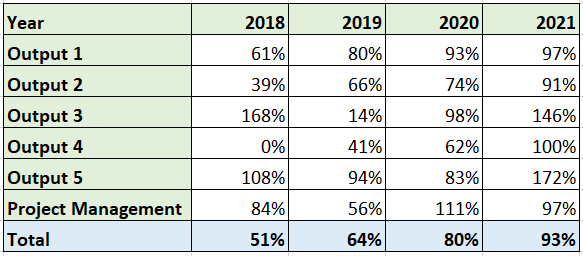 Year 2018 2019 2020 2021
Output 1 61% 80% 93% 97%
Output 2 39% 66% 74% 91%
Output 3 168% 14% 98% 146%
Output 4 0% 41% 62% 100%
Output 5 108% 94% 83% 172%
Project Management 84% 56% 111% 97%
Total 51% 64% 80% 93%